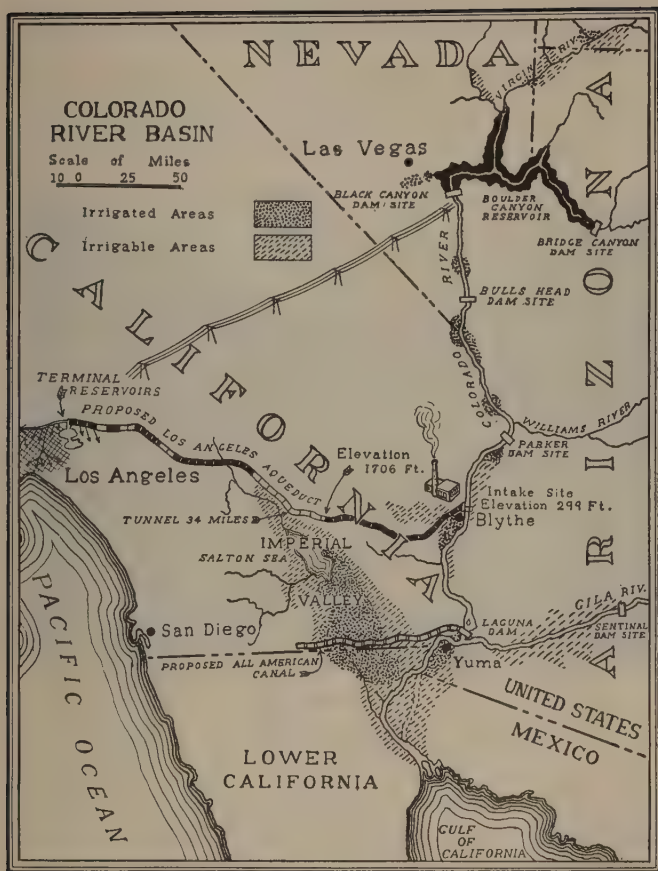 NEVADA
COLORADO
RIVER BASIN
Scale of Miles
10 0 25 50
Irrigated Areas
Irrigable Areas
Las Vegas
VIRGIN RIV.
BLACK CANYON
DAM SITE
BOULDER
CANYON
RESERVOIR
BRIDGE CANYON
DAM SITE
ARIZONA
CALIFORNIA
COLORADO RIVER
BULLS HEAD
DAM SITE
WILLIAMS RIVER
PARKER
DAM SITE
TERMINAL
RESERVOIRS
PROPOSED LOS ANGELES AQUEDUCT
Los Angeles
Elevation
1706 Ft.
Intake Site
Elevation 299 Ft.
Blythe
TUNNEL 34 MILES
IMPERIAL
VALLEY
SALTON SEA
San Diego
GILA RIV.
LAGUNA
DAM
SENTINAL
DAM SITE
PROPOSED ALL AMERICAN
CANAL
Yuma
UNITED STATES
MEXICO
PACIFIC OCEAN
LOWER
CALIFORNIA
GULF
OF
CALIFORNIA